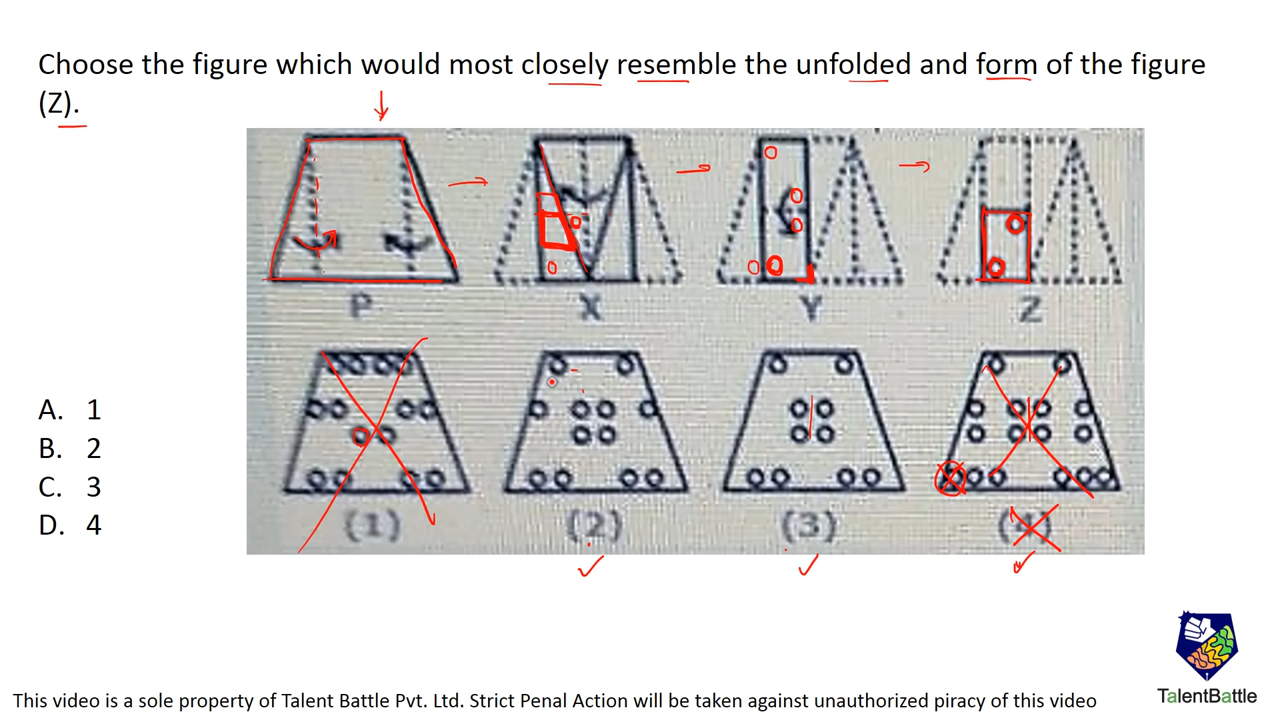 Choose the figure which would most closely resemble the unfolded and form of the figure
(Z).
P X Y Z
A. 1
B. 2
C. 3
D. 4
(1) (2) (3) (4)
TalentBattle
This video is a sole property of Talent Battle Pvt. Ltd. Strict Penal Action will be taken against unauthorized piracy of this video